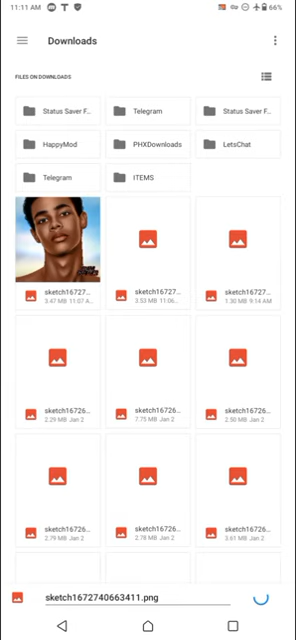 11:11 AM
66%
Downloads
FILES ON DOWNLOADS
Status Saver F...
Telegram
Status Saver F...
HappyMod
PHXDownloads
LetsChat
Telegram
ITEMS
sketch16727...
3.47 MB 11:07 A...
sketch16727...
3.53 MB 11:06...
sketch16727...
1.30 MB 9:14 AM
sketch16726...
2.29 MB Jan 2
sketch16726...
7.75 MB Jan 2
sketch16726...
2.50 MB Jan 2
sketch16726...
2.79 MB Jan 2
sketch16726...
2.78 MB Jan 2
sketch16726...
3.61 MB Jan 2
sketch1672740663411.png